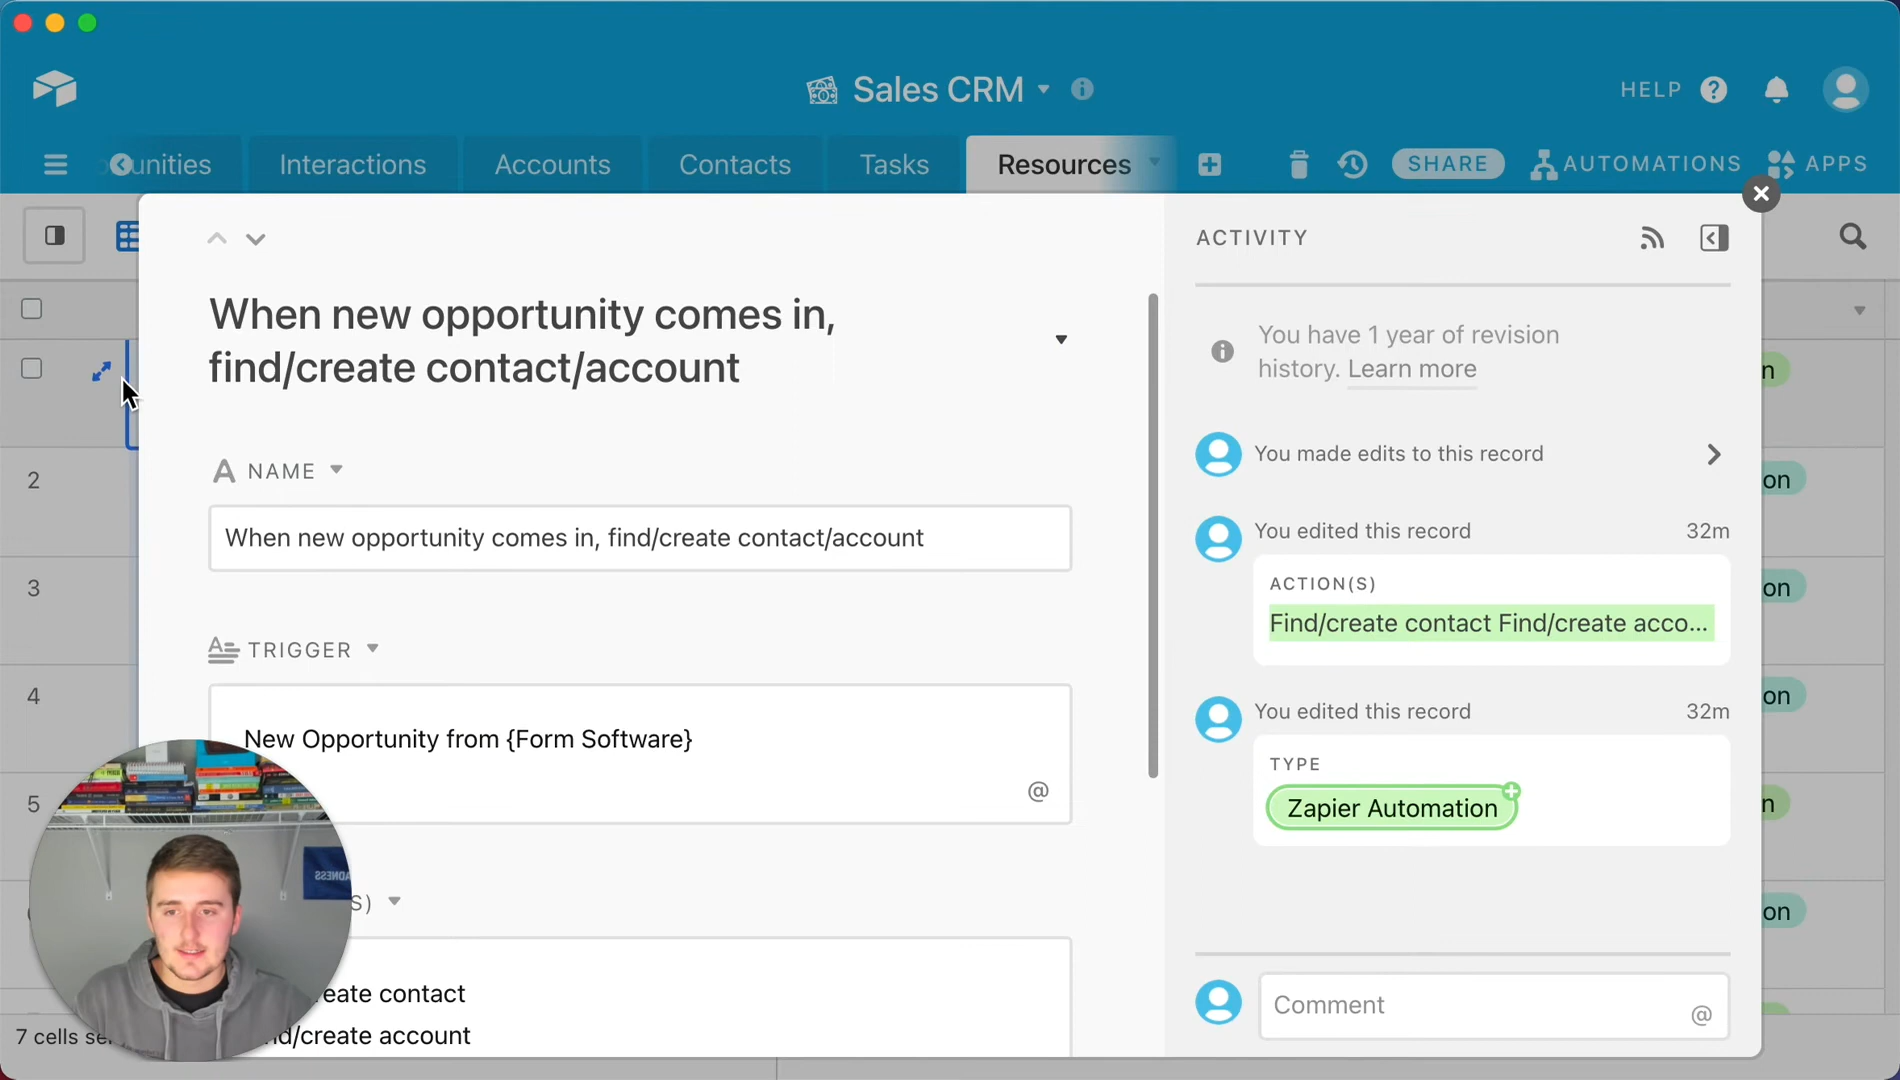 Sales CRM
HELP
unities
Interactions
Accounts
Contacts
Tasks
Resources
SHARE
AUTOMATIONS
APPS
When new opportunity comes in,
find/create contact/account
NAME
When new opportunity comes in, find/create contact/account
TRIGGER
New Opportunity from {Form Software}
@
S)
eate contact
d/create account
ACTIVITY
You have 1 year of revision
history. Learn more
You made edits to this record
You edited this record 32m
ACTION(S)
Find/create contact Find/create acco...
You edited this record 32m
TYPE
Zapier Automation
Comment
@
2
3
4
5
n
on
on
on
n
on
7 cells se